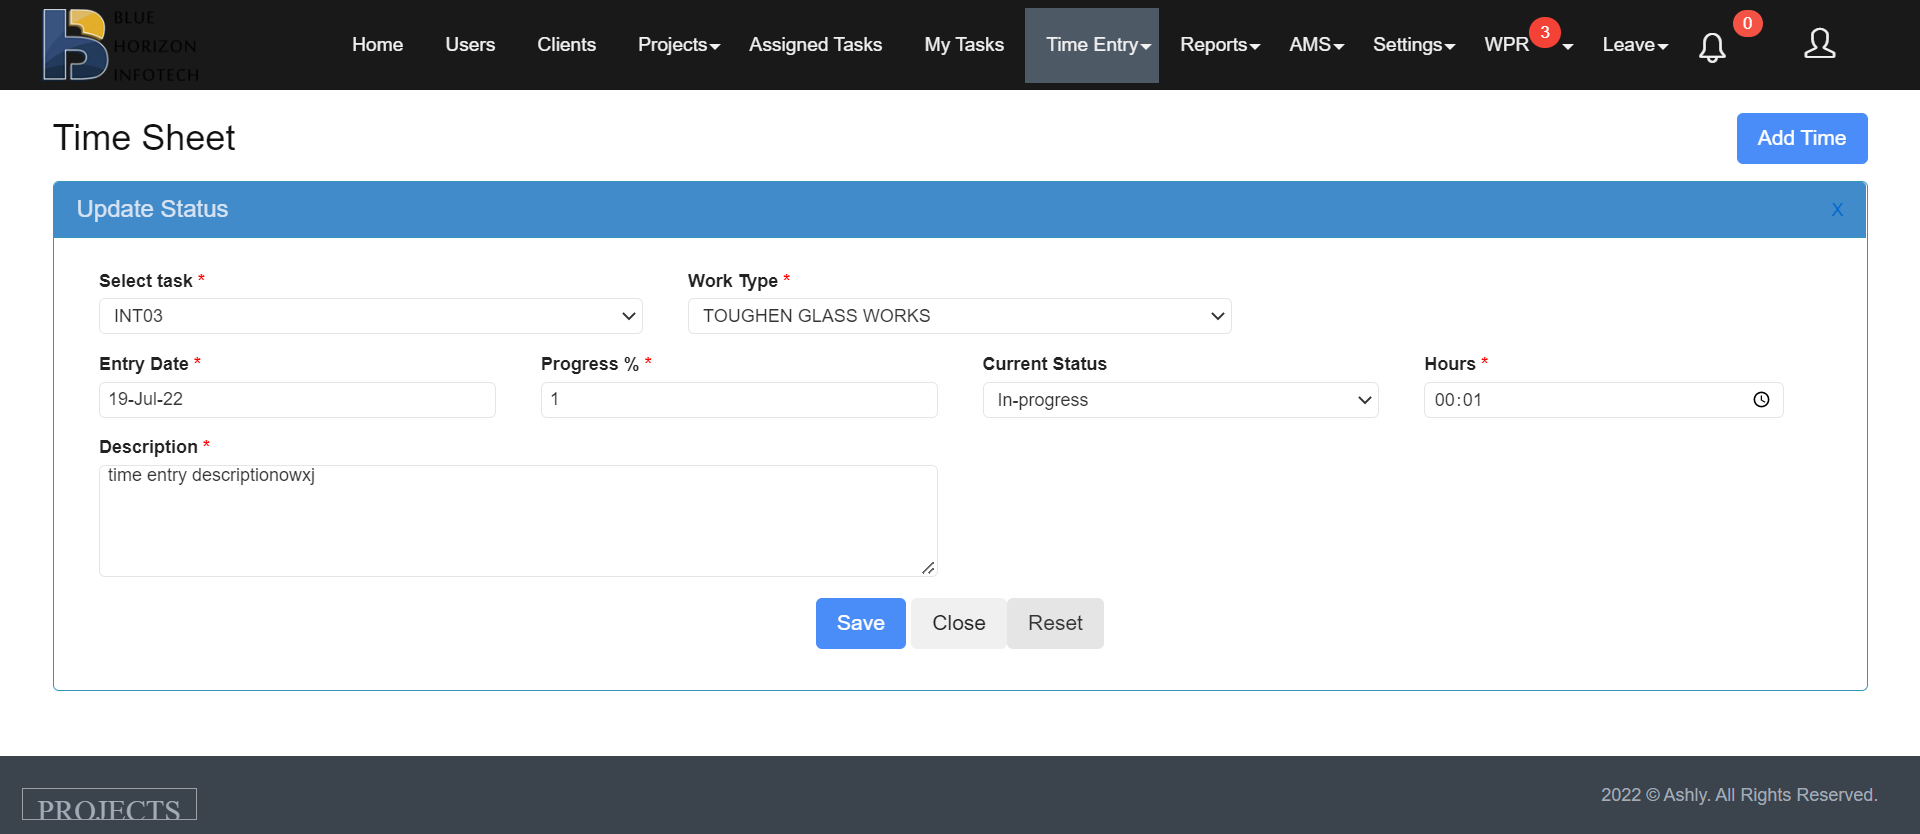 BLUE
HORIZON
INFOTECH
Home Users Clients Projects Assigned Tasks My Tasks Time Entry Reports AMS Settings WPR 3 Leave 0
Time Sheet
Add Time
Update Status
X
Select task * Work Type *
INT03 TOUGHEN GLASS WORKS
Entry Date * Progress % * Current Status Hours *
19-Jul-22 1 In-progress 00:01
Description *
time entry descriptionowxj
Save Close Reset
PROJECTS
2022 © Ashly. All Rights Reserved.